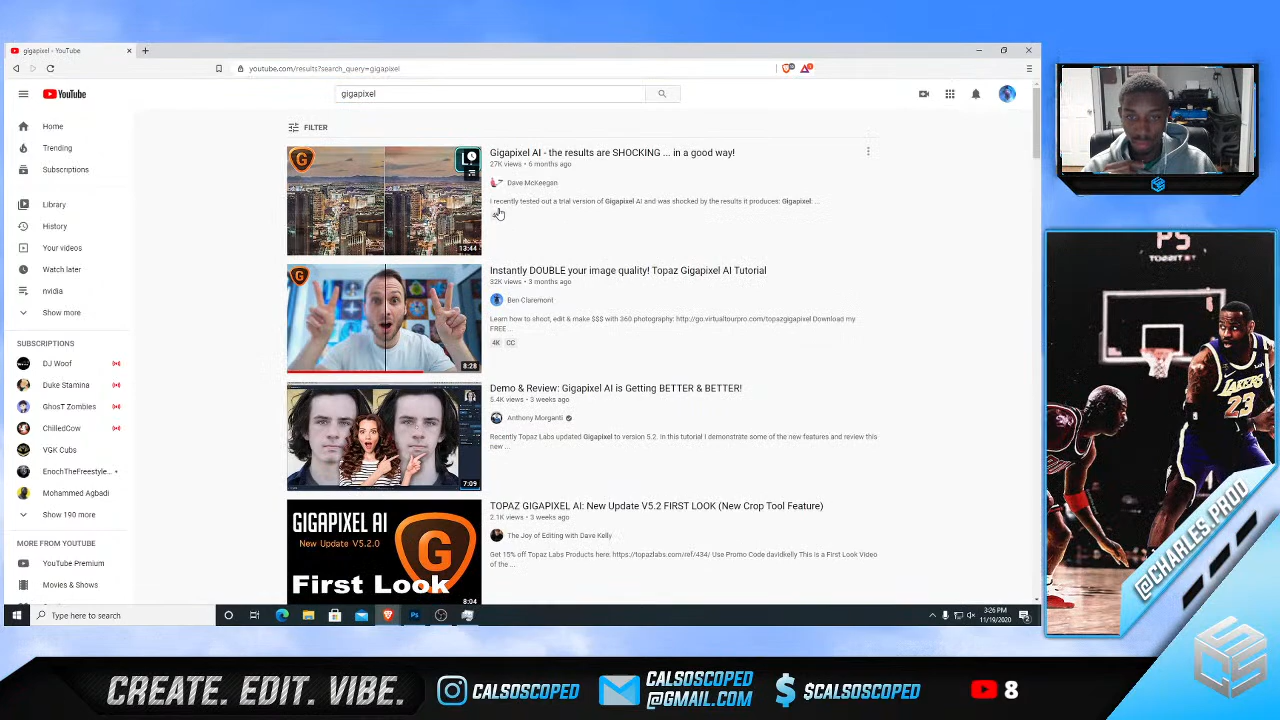 gigapixel - YouTube
youtube.com/results?search_query=gigapixel
YouTube
gigapixel
Home
Trending
Subscriptions
Library
History
Your videos
Watch later
nvidia
Show more
SUBSCRIPTIONS
DJ Woof
Duke Stamina
GhosT Zombies
ChilledCow
VGK Cubs
EnochTheFreestyle...
Mohammed Agbadi
Show 190 more
MORE FROM YOUTUBE
YouTube Premium
Movies & Shows
FILTER
13:44
Gigapixel AI - the results are SHOCKING ... in a good way!
27K views • 6 months ago
Dave McKeegan
I recently tested out a trial version of Gigapixel AI and was shocked by the results it produces: Gigapixel: ...
8:28
Instantly DOUBLE your image quality! Topaz Gigapixel AI Tutorial
32K views • 3 months ago
Ben Claremont
Learn how to shoot, edit & make $$$ with 360 photography: http://go.virtualtourpro.com/topazgigapixel Download my
FREE ...
4K CC
7:09
Demo & Review: Gigapixel AI is Getting BETTER & BETTER!
5.4K views • 3 weeks ago
Anthony Morganti
Recently Topaz Labs updated Gigapixel to version 5.2. In this tutorial I demonstrate some of the new features and review this
new ...
GIGAPIXEL AI
New Update V5.2.0
G
First Look
8:04
TOPAZ GIGAPIXEL AI: New Update V5.2 FIRST LOOK (New Crop Tool Feature)
2.1K views • 3 weeks ago
The Joy of Editing with Dave Kelly
Get 15% off Topaz Labs Products here: https://topazlabs.com/ref/434/ Use Promo Code davidkelly This is a First Look Video
of the ...
Type here to search
3:26 PM
11/19/2020
LAKERS
23
@CHARLES.PROD
CREATE. EDIT. VIBE.
CALSOSCOPED
CALSOSCOPED
@GMAIL.COM
$CALSOSCOPED
8